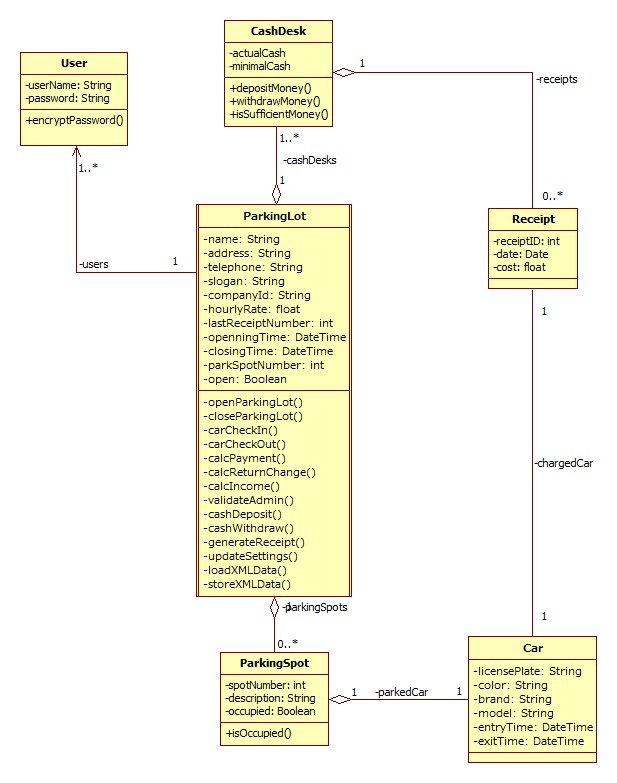 CashDesk
-actualCash
-minimalCash
+depositMoney()
+withdrawMoney()
+isSufficientMoney()
User
-userName: String
-password: String
+encryptPassword()
1
-receipts
0..*
1..*
-cashDesks
1
1..*
-users
1
ParkingLot
-name: String
-address: String
-telephone: String
-slogan: String
-companyId: String
-hourlyRate: float
-lastReceiptNumber: int
-openningTime: DateTime
-closingTime: DateTime
-parkSpotNumber: int
-open: Boolean
-openParkingLot()
-closeParkingLot()
-carCheckIn()
-carCheckOut()
-calcPayment()
-calcReturnChange()
-calcIncome()
-validateAdmin()
-cashDeposit()
-cashWithdraw()
-generateReceipt()
-updateSettings()
-loadXMLData()
-storeXMLData()
Receipt
-receiptID: int
-date: Date
-cost: float
1
-chargedCar
1
1
-parkingSpots
0..*
ParkingSpot
-spotNumber: int
-description: String
-occupied: Boolean
+isOccupied()
1
-parkedCar
1
Car
-licensePlate: String
-color: String
-brand: String
-model: String
-entryTime: DateTime
-exitTime: DateTime